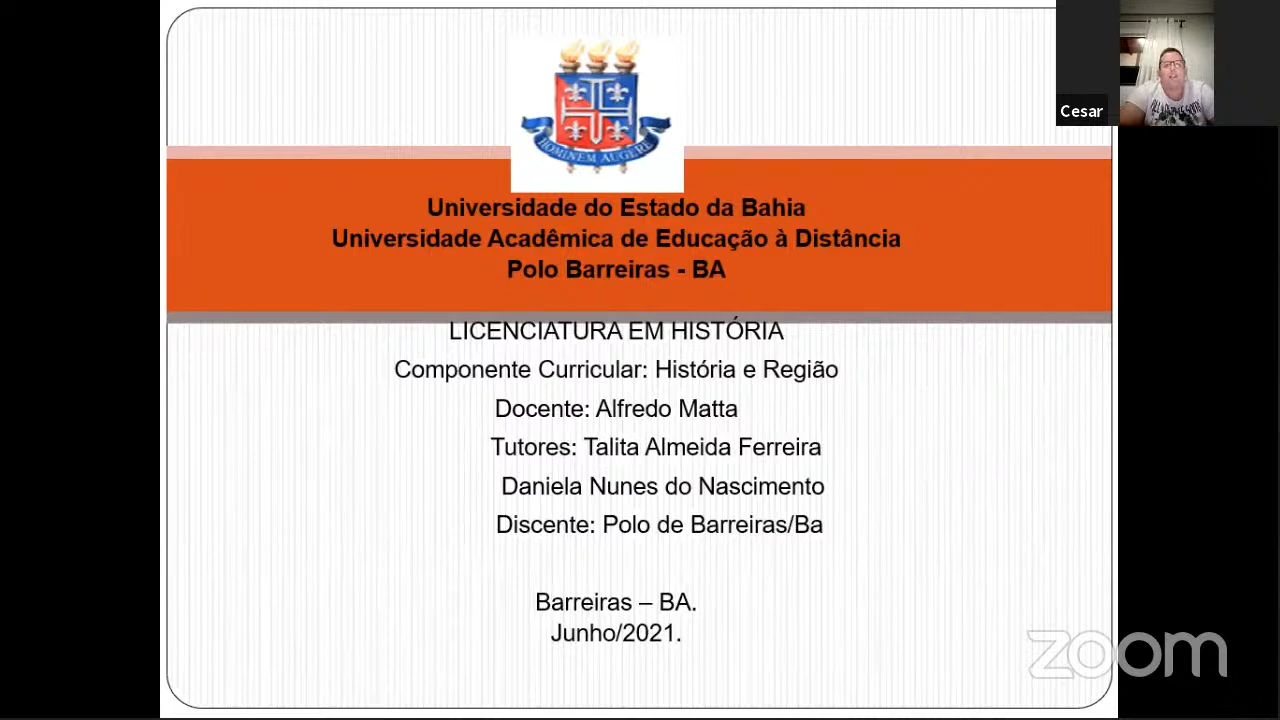 HOMINEM AUGERE
Cesar
Universidade do Estado da Bahia
Universidade Acadêmica de Educação à Distância
Polo Barreiras - BA
LICENCIATURA EM HISTÓRIA
Componente Curricular: História e Região
Docente: Alfredo Matta
Tutores: Talita Almeida Ferreira
Daniela Nunes do Nascimento
Discente: Polo de Barreiras/Ba
Barreiras – BA.
Junho/2021.
zoom